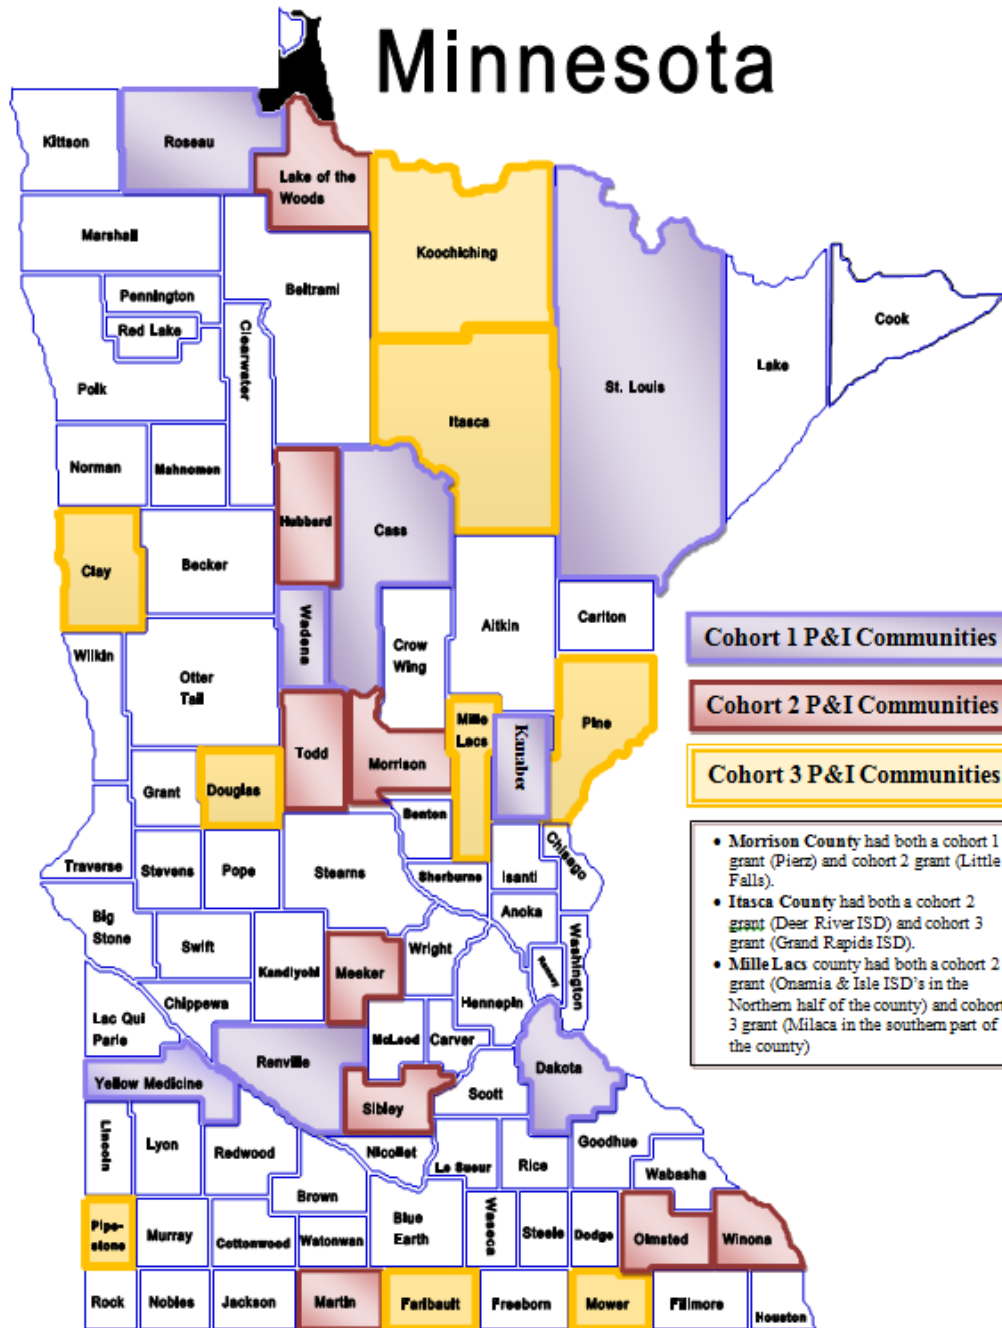 Minnesota
Kittson
Roseau
Lake of the
Woods
Marshall
Koochiching
Pennington
Beltrami
Red Lake
Clearwater
Cook
Lake
St. Louis
Polk
Itasca
Norman
Mahnomen
Hubbard
Cass
Clay
Becker
Wadena
Carlton
Aitkin
Crow
Wing
Wilkin
Otter
Tail
Cohort 1 P&I Communities
Cohort 2 P&I Communities
Cohort 3 P&I Communities
Mille
Lacs
Kanabec
Pine
Todd
Morrison
Grant
Douglas
Benton
Chisago
Traverse
Stevens
Pope
Stearns
Sherburne
Isanti
• Morrison County had both a cohort 1
grant (Pierz) and cohort 2 grant (Little
Falls).
• Itasca County had both a cohort 2
grant (Deer River ISD) and cohort 3
grant (Grand Rapids ISD).
• Mille Lacs county had both a cohort 2
grant (Onamia & Isle ISD's in the
Northern half of the county) and cohort
3 grant (Milaca in the southern part of
the county)
Big
Stone
Swift
Anoka
Wright
Washington
Kandiyohi
Meeker
Ramsey
Hennepin
Chippewa
Lac Qui
Parle
McLeod
Carver
Renville
Dakota
Yellow Medicine
Scott
Sibley
Lincoln
Lyon
Redwood
Nicollet
Le Sueur
Rice
Goodhue
Wabasha
Brown
Pipe-
stone
Murray
Cottonwood
Watonwan
Blue
Earth
Waseca
Steele
Dodge
Olmsted
Winona
Rock
Nobles
Jackson
Martin
Faribault
Freeborn
Mower
Fillmore
Houston